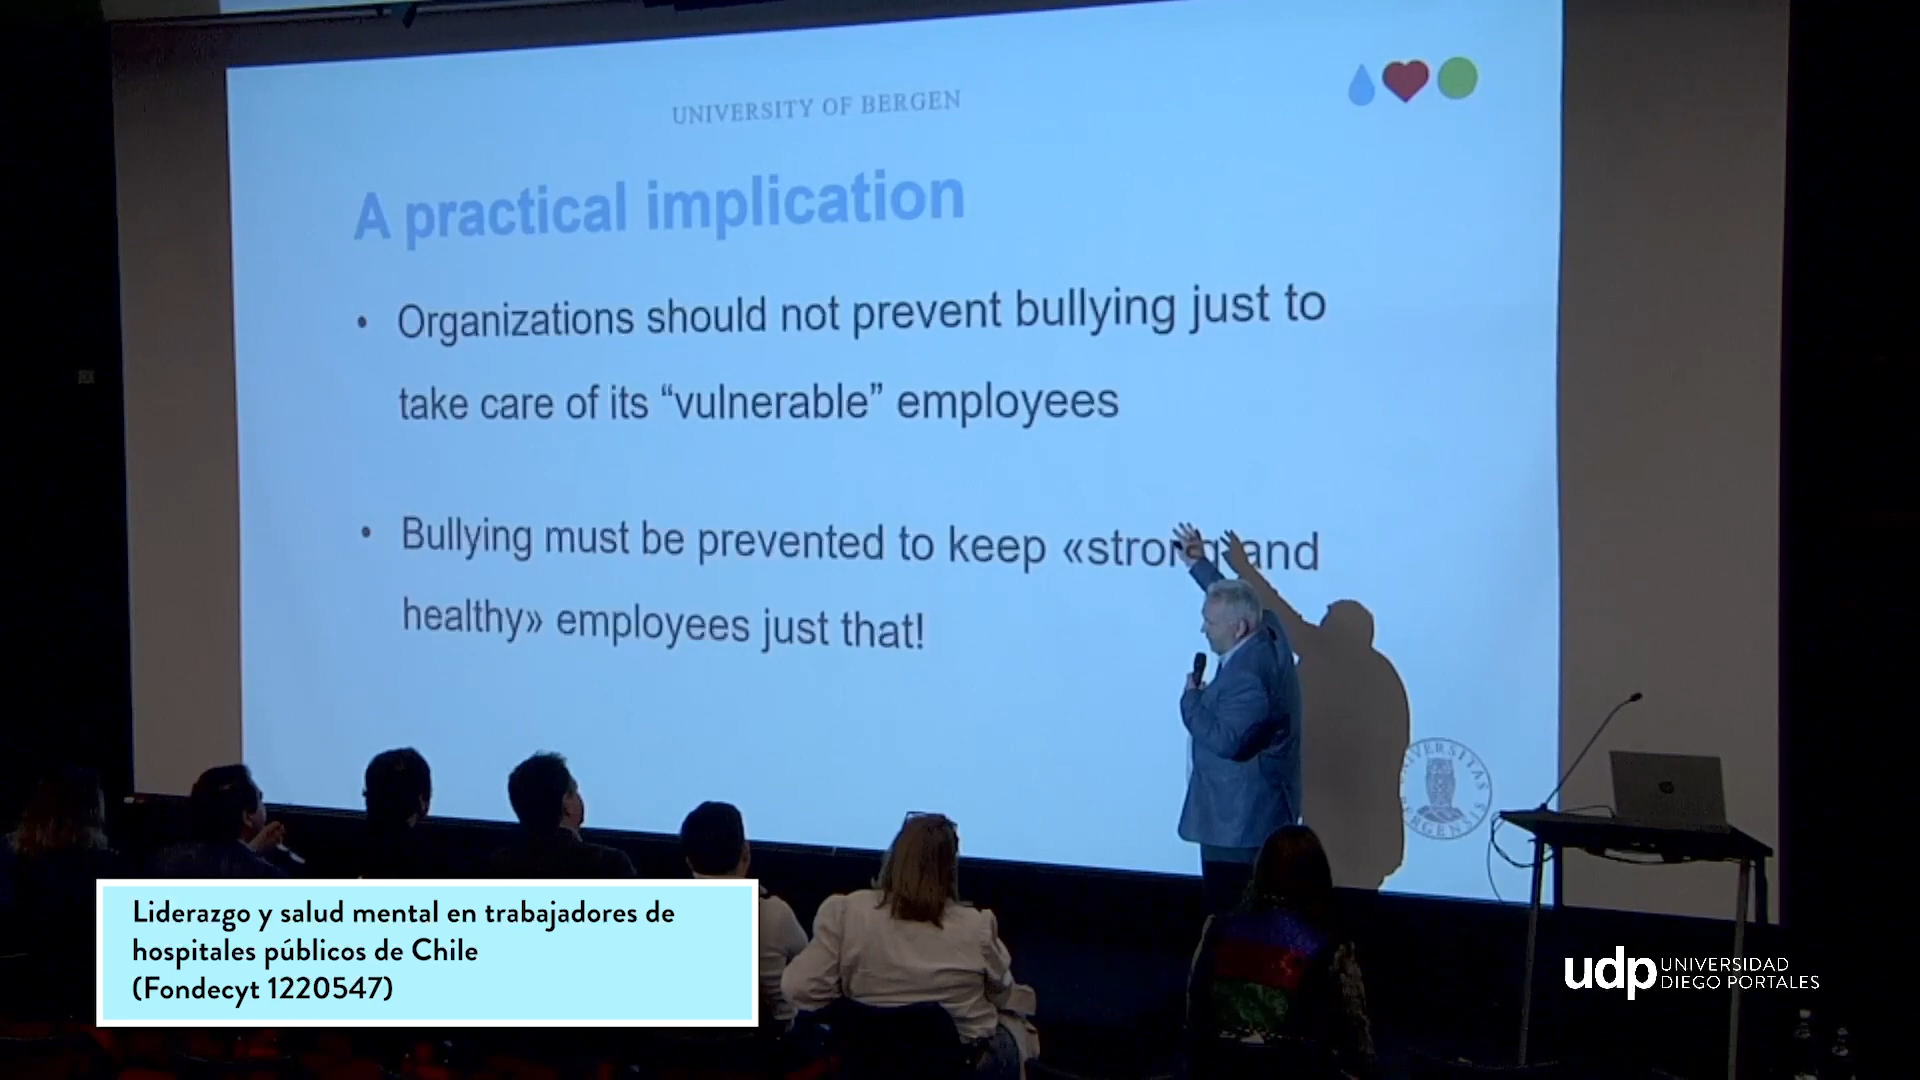 UNIVERSITY OF BERGEN
A practical implication
• Organizations should not prevent bullying just to
take care of its “vulnerable” employees
• Bullying must be prevented to keep «strong and
healthy» employees just that!
Liderazgo y salud mental en trabajadores de
hospitales públicos de Chile
(Fondecyt 1220547)
udp UNIVERSIDAD
DIEGO PORTALES